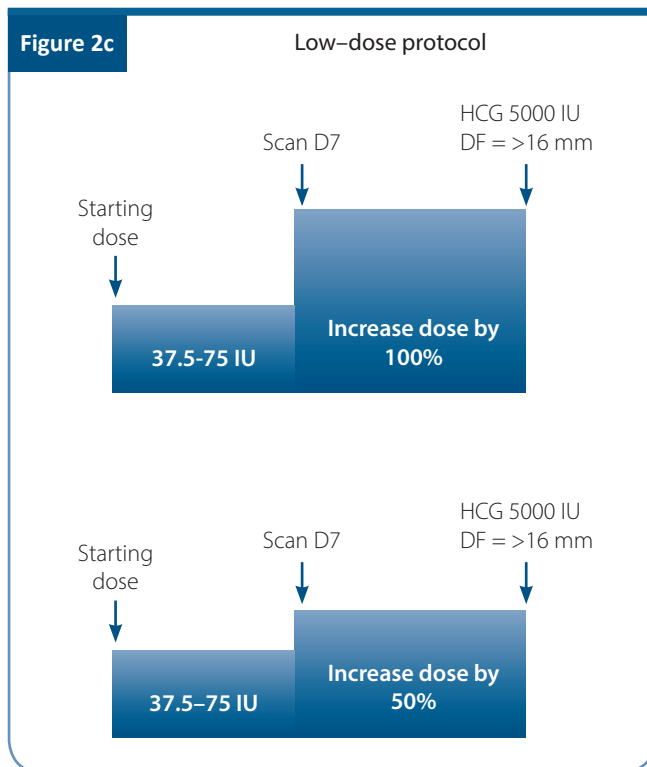 Figure 2c
Low–dose protocol
HCG 5000 IU
DF = >16 mm
Scan D7
Starting
dose
37.5-75 IU
Increase dose by
100%
HCG 5000 IU
DF = >16 mm
Scan D7
Starting
dose
37.5–75 IU
Increase dose by
50%